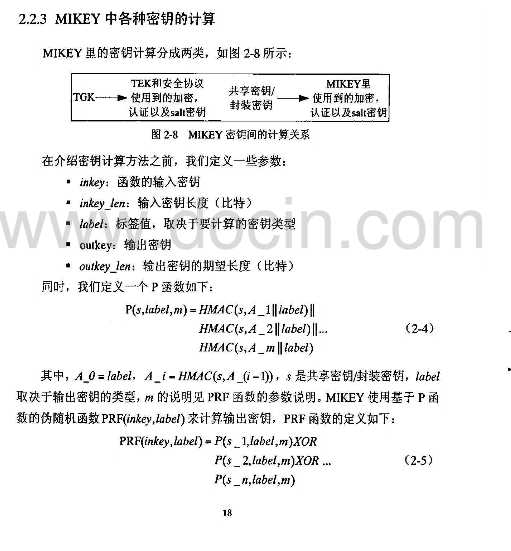 2.2.3 MIKEY 中各种密钥的计算
MIKEY 里的密钥计算分成两类，如图 2-8 所示：
TGK
TEK和安全协议
使用到的加密，
认证以及salt密钥
共享密钥/
封装密钥
MIKEY里
使用到的加密，
认证以及salt密钥
图 2-8 MIKEY 密钥间的计算关系
在介绍密钥计算方法之前，我们定义一些参数：
▪ inkey：函数的输入密钥
▪ inkey_len：输入密钥长度（比特）
▪ label：标签值，取决于要计算的密钥类型
www.docin.com
▪ outkey：输出密钥
▪ outkey_len：输出密钥的期望长度（比特）
同时，我们定义一个 P 函数如下：
P(s,label,m) = HMAC(s,A_1||label)||
HMAC(s,A_2||label)||... (2-4)
HMAC(s,A_m||label)
其中，A_0 = label，A_i = HMAC(s,A_(i-1))，s 是共享密钥/封装密钥，label
取决于输出密钥的类型，m 的说明见 PRF 函数的参数说明。MIKEY 使用基于 P 函
数的伪随机函数 PRF(inkey,label) 来计算输出密钥，PRF 函数的定义如下：
PRF(inkey,label) = P(s_1,label,m)XOR
P(s_2,label,m)XOR ... (2-5)
P(s_n,label,m)
18